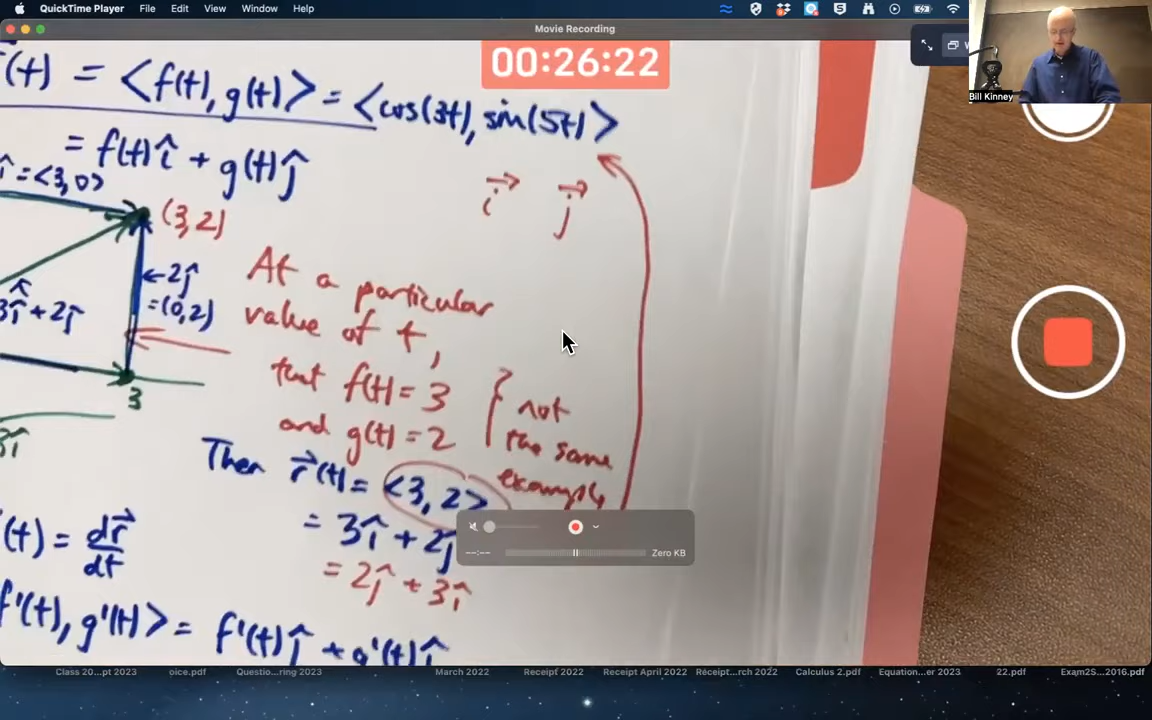 QuickTime Player File Edit View Window Help
Movie Recording
00:26:22
Bill Kinney
(t) = <f(t), g(t)> = <cos(3t), sin(5t)>
= f(t)î + g(t)ĵ
î = <3, 0>
i⃗ j⃗
(3, 2)
← 2ĵ
= (0, 2)
3î + 2ĵ
3
3î
At a particular
value of t,
that f(t) = 3
and g(t) = 2
} not
the same
example
Then r⃗(t) = <3, 2>
= 3î + 2ĵ
= 2ĵ + 3î
(t) = dr⃗/dt
f'(t), g'(t)> = f'(t)î + g'(t)ĵ
--:-- Zero KB
Class 20...pt 2023 oice.pdf Questio...ring 2023 March 2022 Receipt 2022 Receipt April 2022 Receipt...rch 2022 Calculus 2.pdf Equation...er 2023 22.pdf Exam2S...2016.pdf